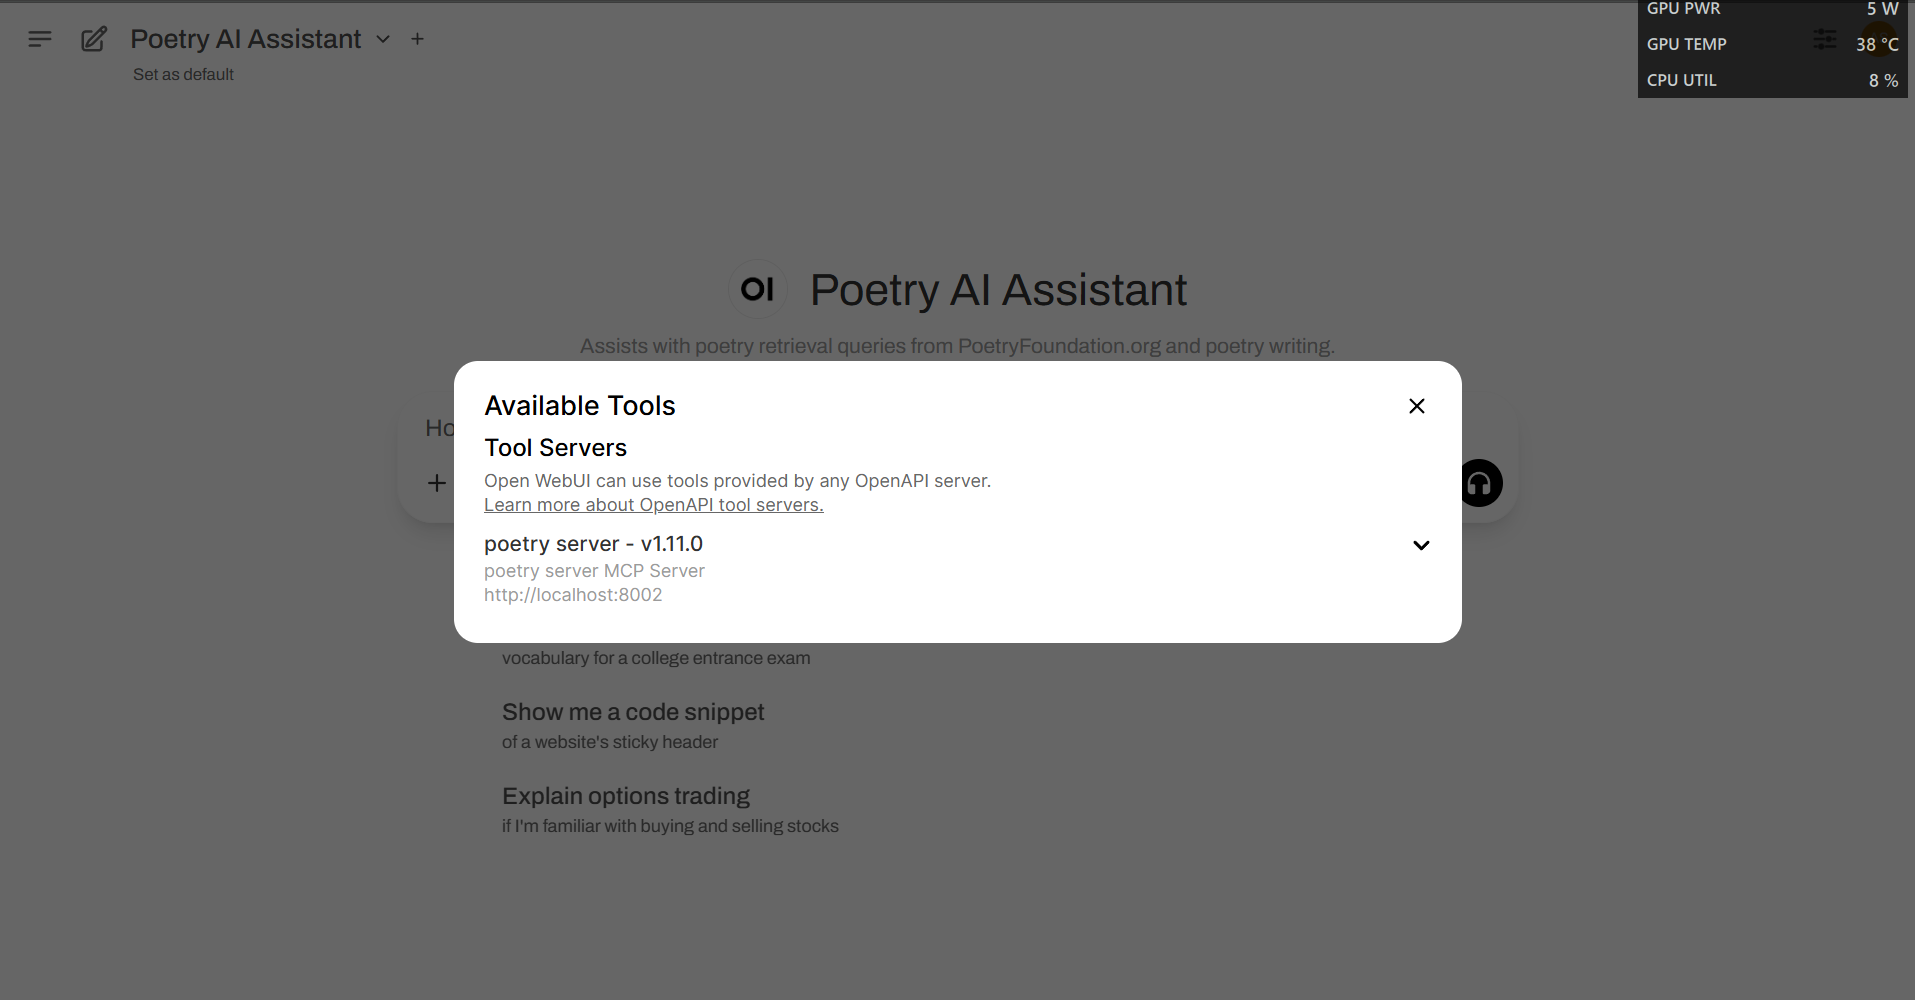 Poetry AI Assistant
Set as default
GPU PWR 5 W
GPU TEMP 38 °C
CPU UTIL 8 %
OI Poetry AI Assistant
Assists with poetry retrieval queries from PoetryFoundation.org and poetry writing.
Ho
Available Tools
Tool Servers
Open WebUI can use tools provided by any OpenAPI server.
Learn more about OpenAPI tool servers.
poetry server - v1.11.0
poetry server MCP Server
http://localhost:8002
vocabulary for a college entrance exam
Show me a code snippet
of a website's sticky header
Explain options trading
if I'm familiar with buying and selling stocks